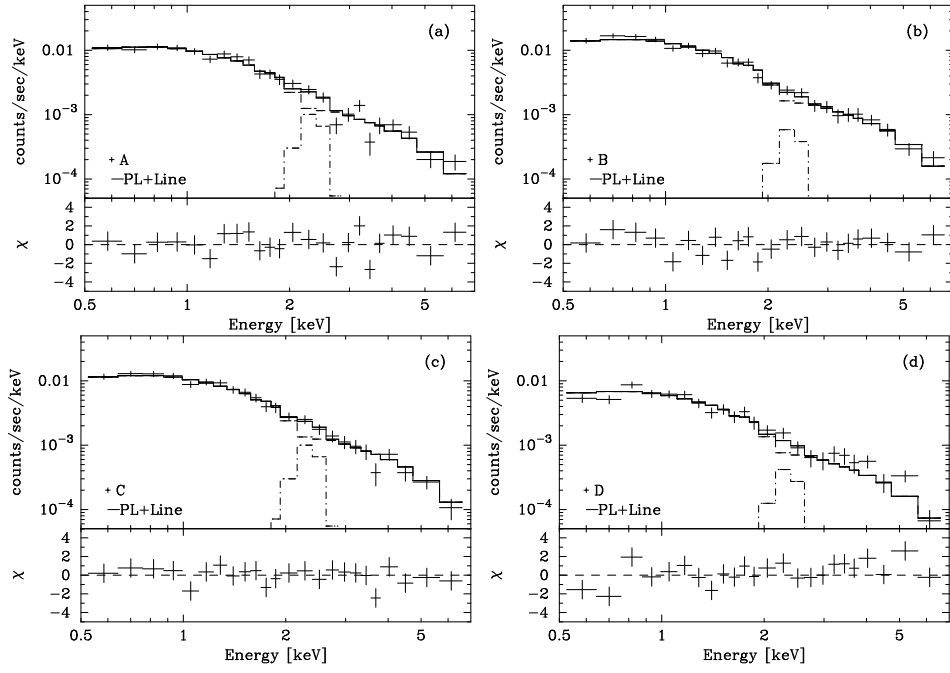 (a)
counts/sec/keV
0.01
10⁻³
10⁻⁴
+ A
—PL+Line
χ
4
2
0
−2
−4
0.5 1 2 5
Energy [keV]
(b)
counts/sec/keV
0.01
10⁻³
10⁻⁴
+ B
—PL+Line
χ
4
2
0
−2
−4
0.5 1 2 5
Energy [keV]
(c)
counts/sec/keV
0.01
10⁻³
10⁻⁴
+ C
—PL+Line
χ
4
2
0
−2
−4
0.5 1 2 5
Energy [keV]
(d)
counts/sec/keV
0.01
10⁻³
10⁻⁴
+ D
—PL+Line
χ
4
2
0
−2
−4
0.5 1 2 5
Energy [keV]